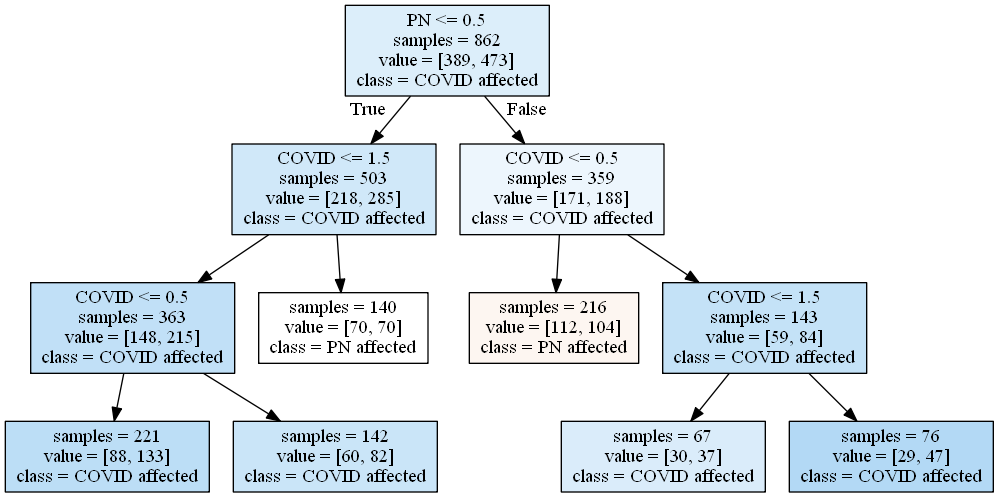 PN <= 0.5
samples = 862
value = [389, 473]
class = COVID affected
True
False
COVID <= 1.5
samples = 503
value = [218, 285]
class = COVID affected
COVID <= 0.5
samples = 359
value = [171, 188]
class = COVID affected
COVID <= 0.5
samples = 363
value = [148, 215]
class = COVID affected
samples = 140
value = [70, 70]
class = PN affected
samples = 216
value = [112, 104]
class = PN affected
COVID <= 1.5
samples = 143
value = [59, 84]
class = COVID affected
samples = 221
value = [88, 133]
class = COVID affected
samples = 142
value = [60, 82]
class = COVID affected
samples = 67
value = [30, 37]
class = COVID affected
samples = 76
value = [29, 47]
class = COVID affected